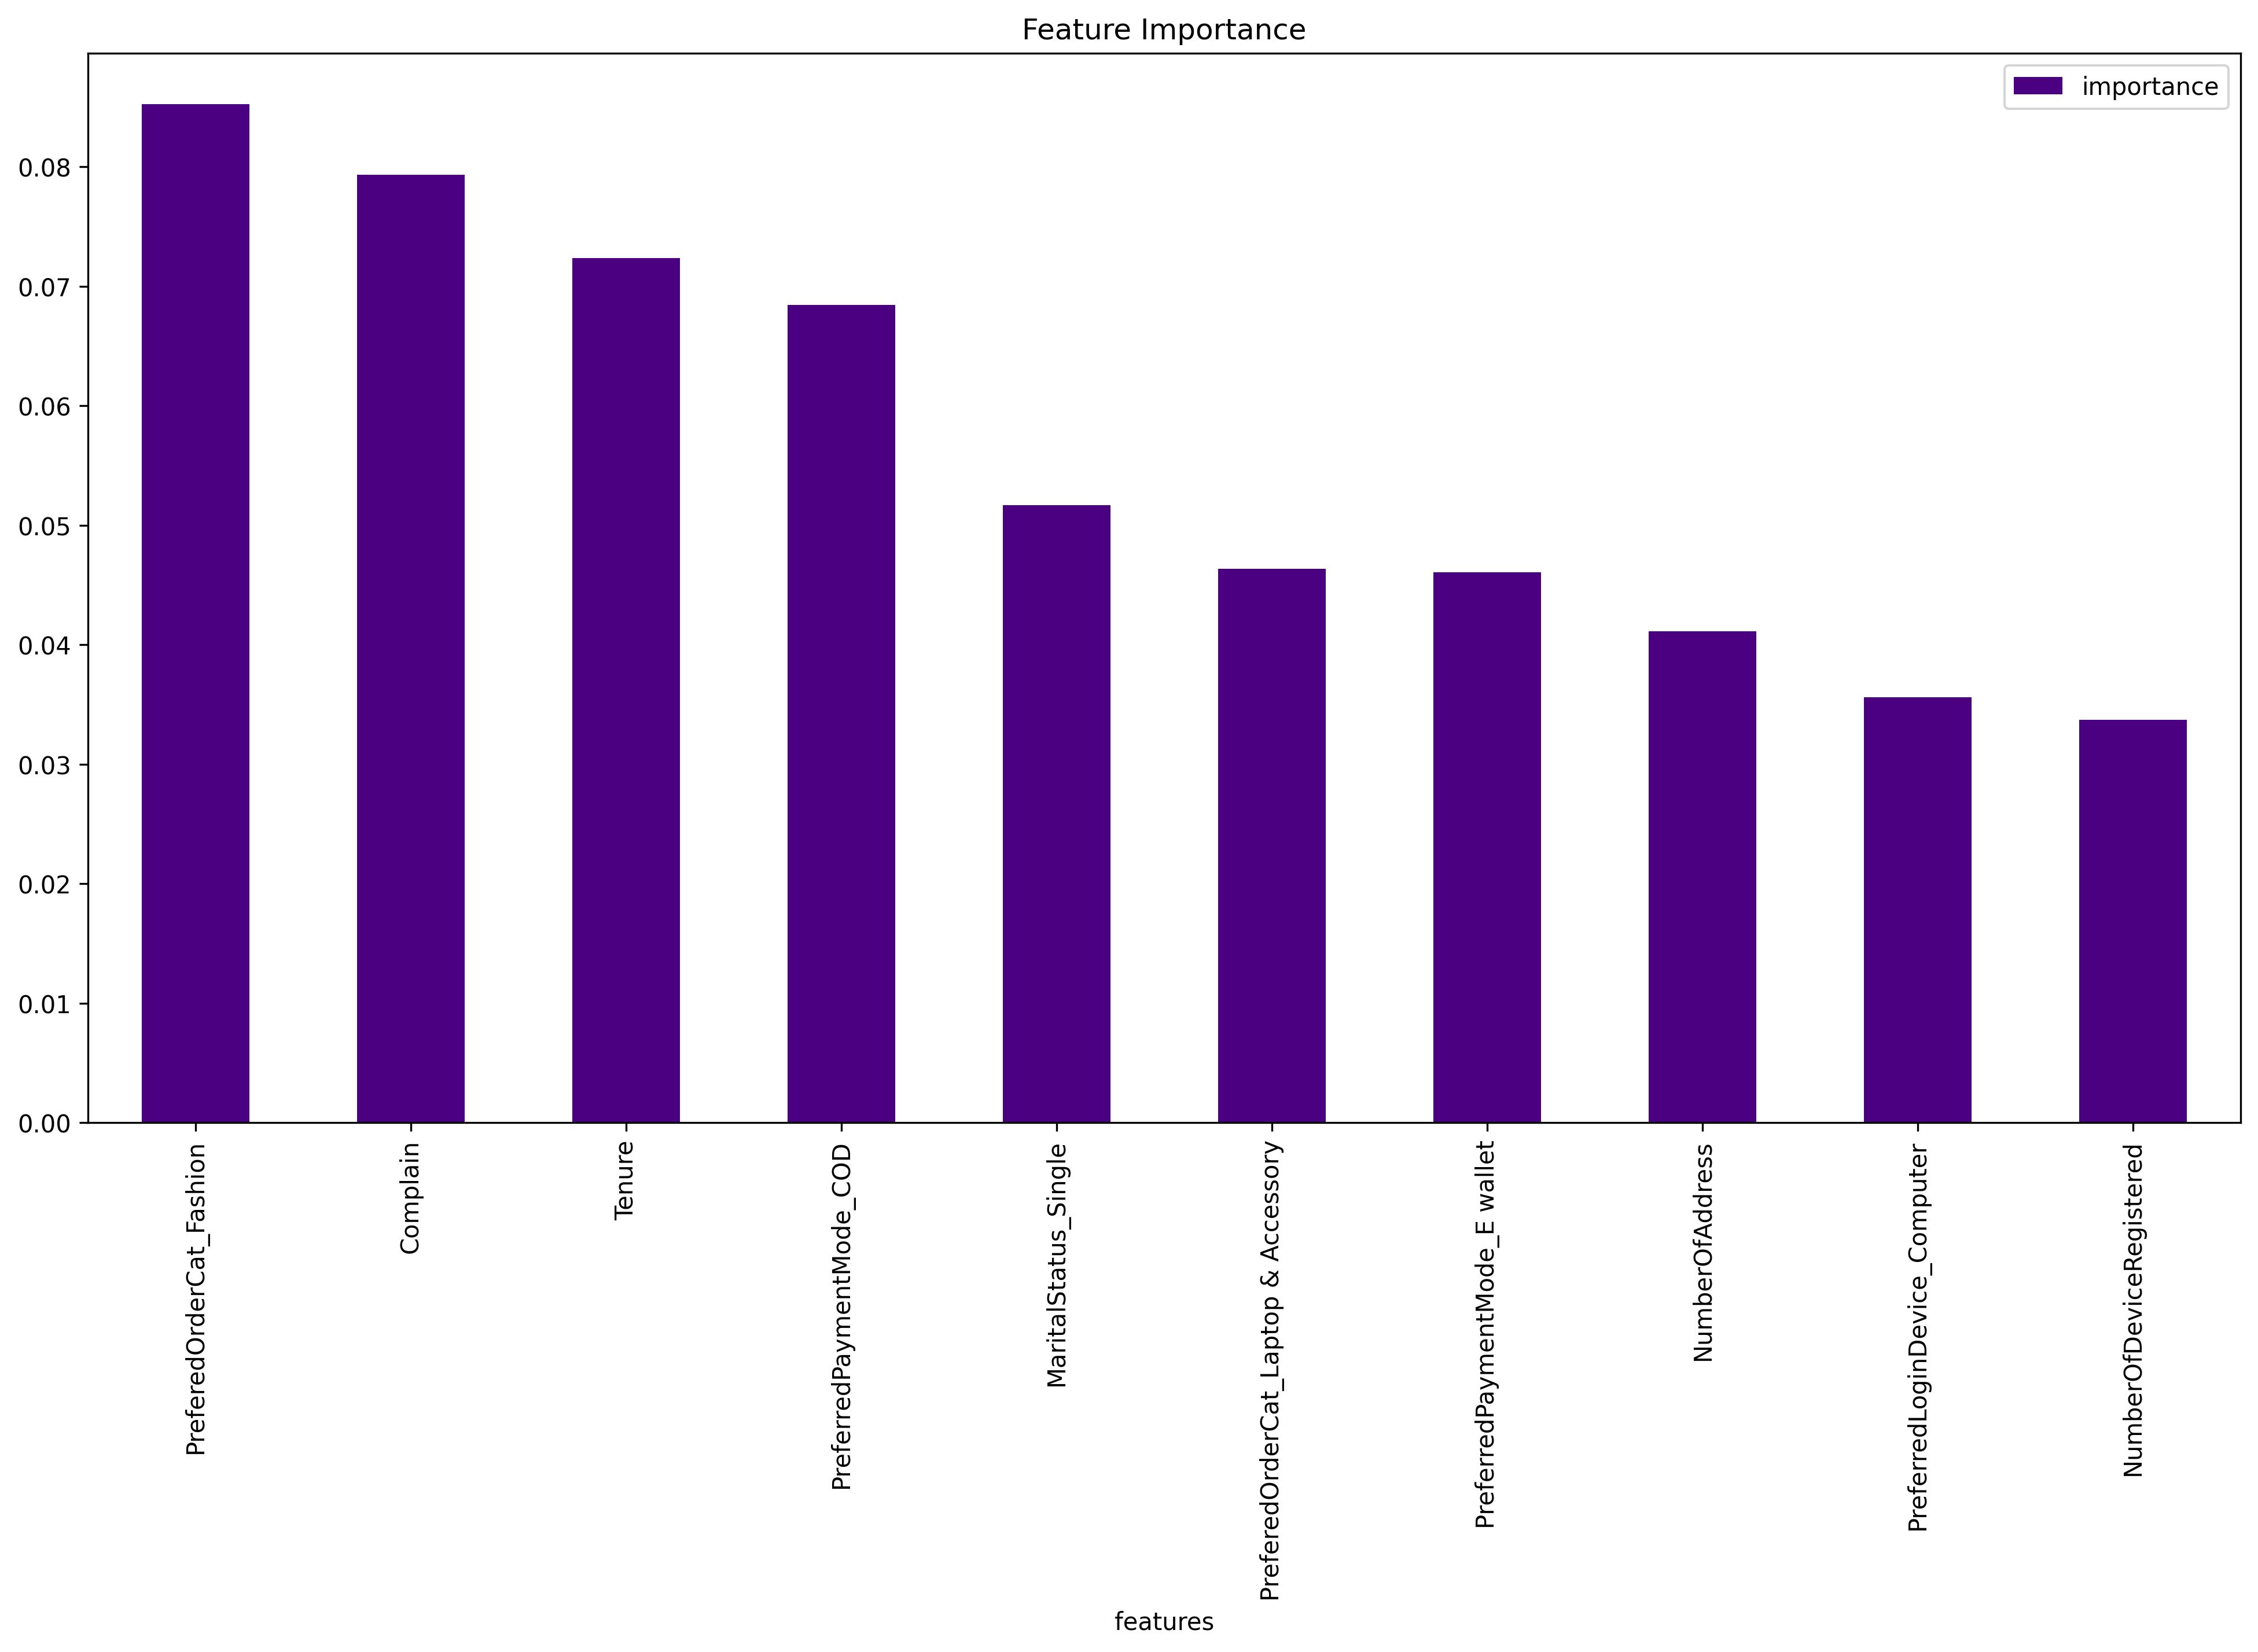 Feature Importance
importance
0.08
0.07
0.06
0.05
0.04
0.03
0.02
0.01
0.00
PreferedOrderCat_Fashion
Complain
Tenure
PreferredPaymentMode_COD
MaritalStatus_Single
PreferedOrderCat_Laptop & Accessory
PreferredPaymentMode_E wallet
NumberOfAddress
PreferredLoginDevice_Computer
NumberOfDeviceRegistered
features